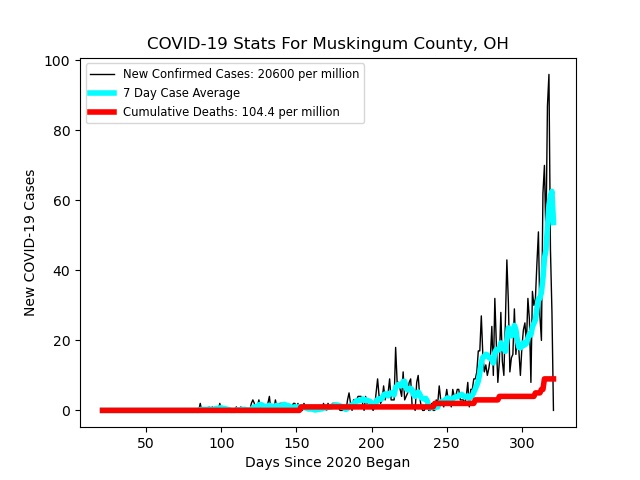 COVID-19 Stats For Muskingum County, OH
New Confirmed Cases: 20600 per million
7 Day Case Average
Cumulative Deaths: 104.4 per million
New COVID-19 Cases
100
80
60
40
20
0
50
100
150
200
250
300
Days Since 2020 Began